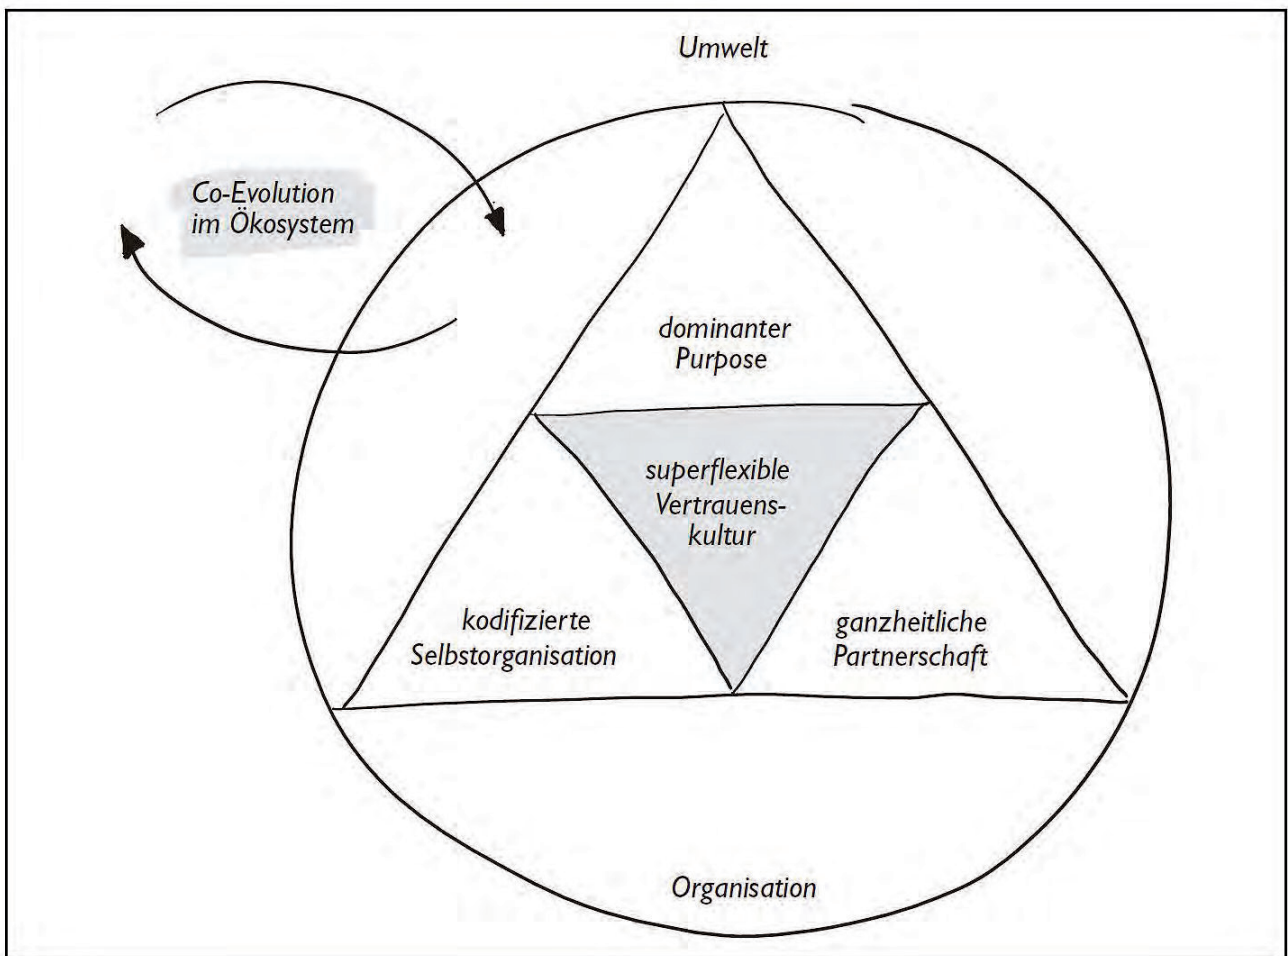 Umwelt
Co-Evolution
im Ökosystem
dominanter
Purpose
superflexible
Vertrauens-
kultur
kodifizierte
Selbstorganisation
ganzheitliche
Partnerschaft
Organisation